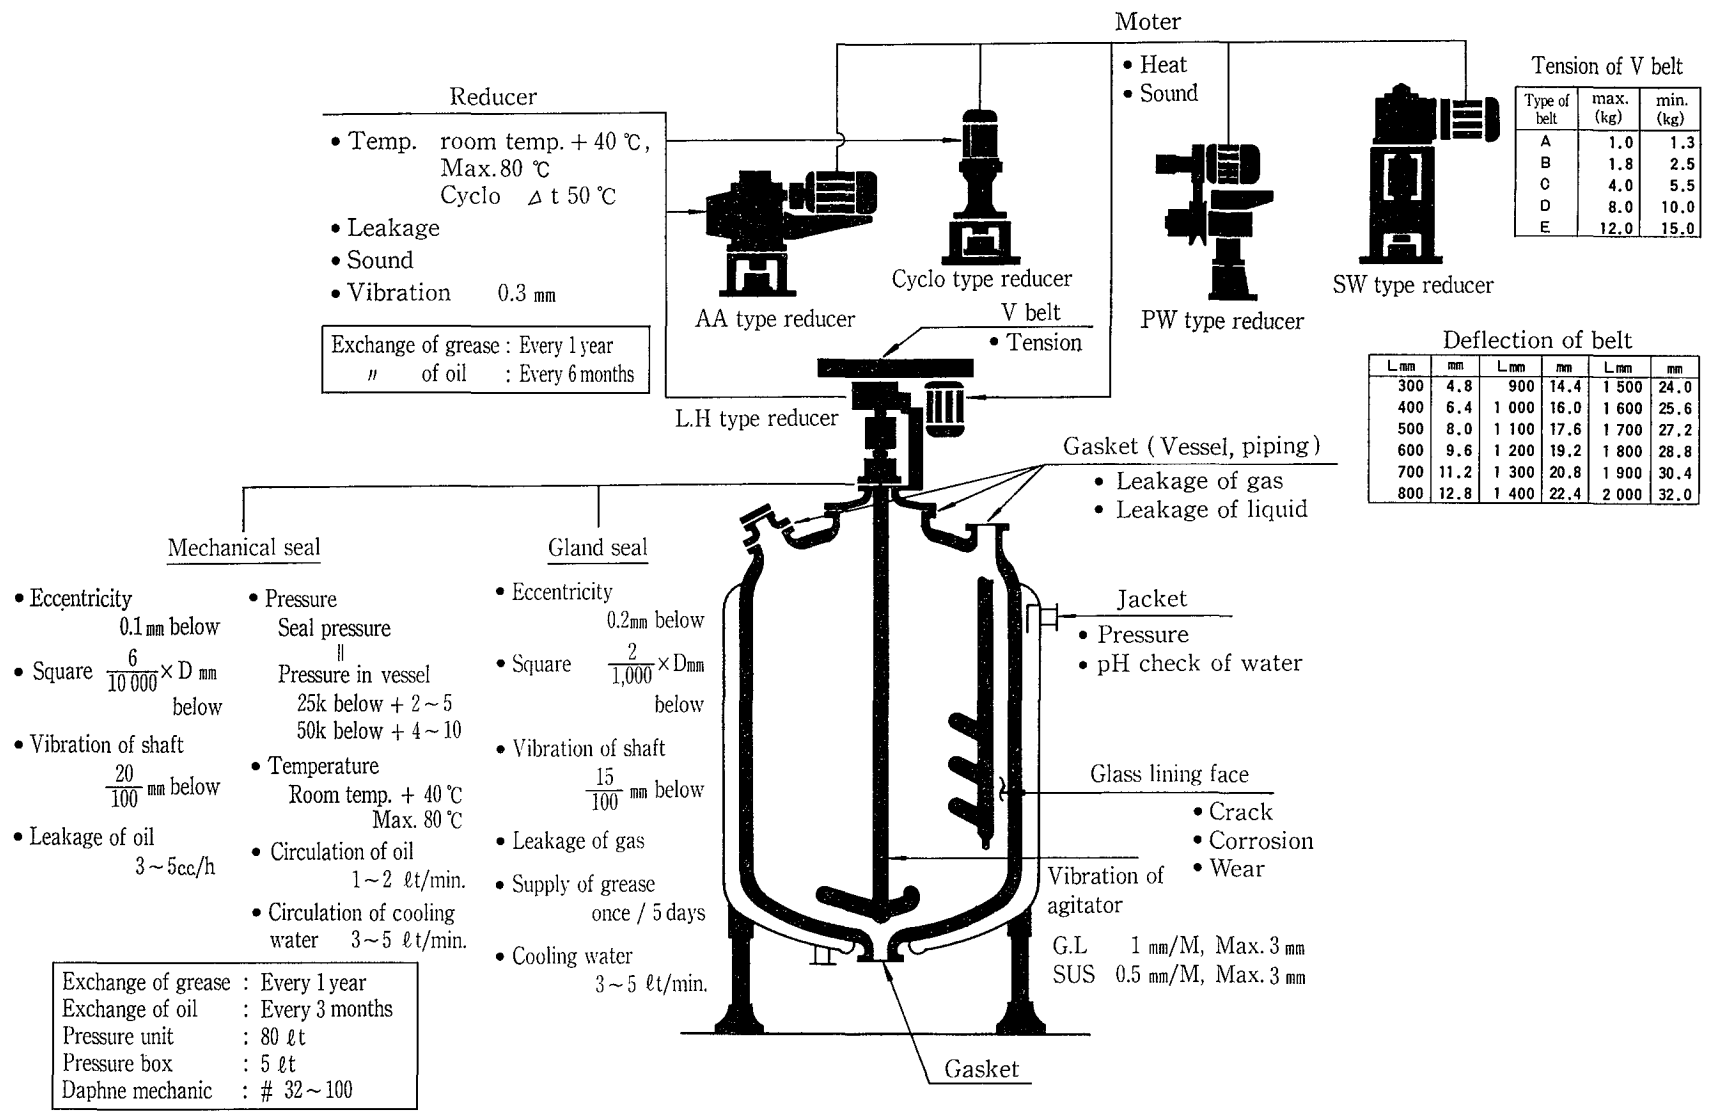 Moter
• Heat
• Sound
Reducer
• Temp. room temp. + 40 ℃,
Max. 80 ℃
Cyclo Δ t 50 ℃
• Leakage
• Sound
• Vibration 0.3 mm
Exchange of grease : Every 1 year
〃 of oil : Every 6 months
AA type reducer
Cyclo type reducer
PW type reducer
SW type reducer
V belt
• Tension
L.H type reducer
Tension of V belt
Type of belt max. (kg) min. (kg)
A 1.0 1.3
B 1.8 2.5
C 4.0 5.5
D 8.0 10.0
E 12.0 15.0
Deflection of belt
L mm mm L mm mm L mm mm
300 4.8 900 14.4 1 500 24.0
400 6.4 1 000 16.0 1 600 25.6
500 8.0 1 100 17.6 1 700 27.2
600 9.6 1 200 19.2 1 800 28.8
700 11.2 1 300 20.8 1 900 30.4
800 12.8 1 400 22.4 2 000 32.0
Gasket ( Vessel, piping )
• Leakage of gas
• Leakage of liquid
Mechanical seal
• Eccentricity
0.1 mm below
• Square 6/10 000 × D mm
below
• Vibration of shaft
20/100 mm below
• Leakage of oil
3~5cc/h
• Pressure
Seal pressure
‖
Pressure in vessel
25k below + 2 ~ 5
50k below + 4 ~ 10
• Temperature
Room temp. + 40 ℃
Max. 80 ℃
• Circulation of oil
1~2 ℓt/min.
• Circulation of cooling
water 3~5 ℓt/min.
Gland seal
• Eccentricity
0.2mm below
• Square 2/1,000 × Dmm
below
• Vibration of shaft
15/100 mm below
• Leakage of gas
• Supply of grease
once / 5 days
• Cooling water
3~5 ℓt/min.
Jacket
• Pressure
• pH check of water
Glass lining face
• Crack
• Corrosion
• Wear
Vibration of
agitator
G.L 1 mm/M, Max. 3 mm
SUS 0.5 mm/M, Max. 3 mm
Exchange of grease : Every 1 year
Exchange of oil : Every 3 months
Pressure unit : 80 ℓt
Pressure box : 5 ℓt
Daphne mechanic : # 32~100
Gasket